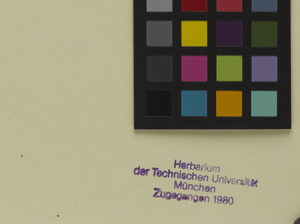 Herbarium
der Technischen Universität
München
Zugegangen 1980